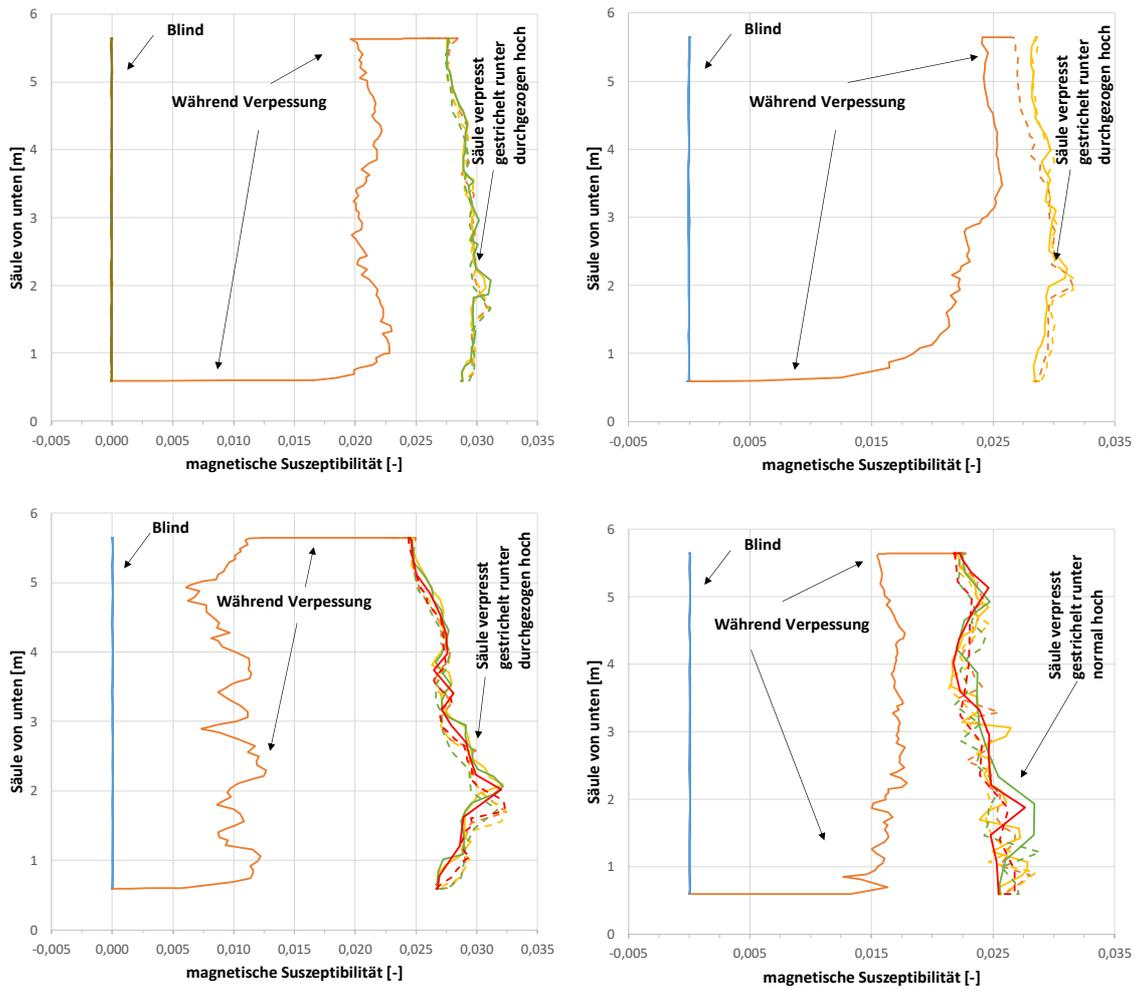 6
5
4
3
2
1
0
Säule von unten [m]
Blind
Während Verpessung
Säule verpresst
gestrichelt runter
durchgezogen hoch
-0,005
0,000
0,005
0,010
0,015
0,020
0,025
0,030
0,035
magnetische Suszeptibilität [-]
6
5
4
3
2
1
0
Säule von unten [m]
Blind
Während Verpessung
Säule verpresst
gestrichelt runter
durchgezogen hoch
-0,005
0,005
0,015
0,025
0,035
magnetische Suszeptibilität [-]
6
5
4
3
2
1
0
Säule von unten [m]
Blind
Während Verpessung
Säule verpresst
gestrichelt runter
durchgezogen hoch
-0,005
0,000
0,005
0,010
0,015
0,020
0,025
0,030
0,035
magnetische Suszeptibilität [-]
6
5
4
3
2
1
0
Säule von unten [m]
Blind
Während Verpessung
Säule verpresst
gestrichelt runter
normal hoch
-0,005
0,005
0,015
0,025
0,035
magnetische Suszeptibilität [-]